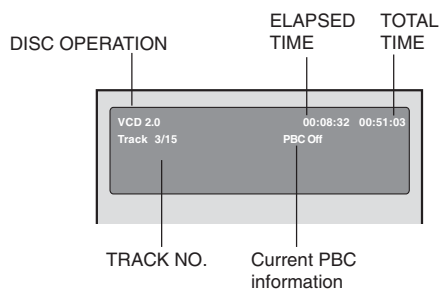 ELAPSED TIME
TOTAL TIME
DISC OPERATION
VCD 2.0 00:08:32 00:51:03
Track 3/15 PBC Off
TRACK NO.
Current PBC
information